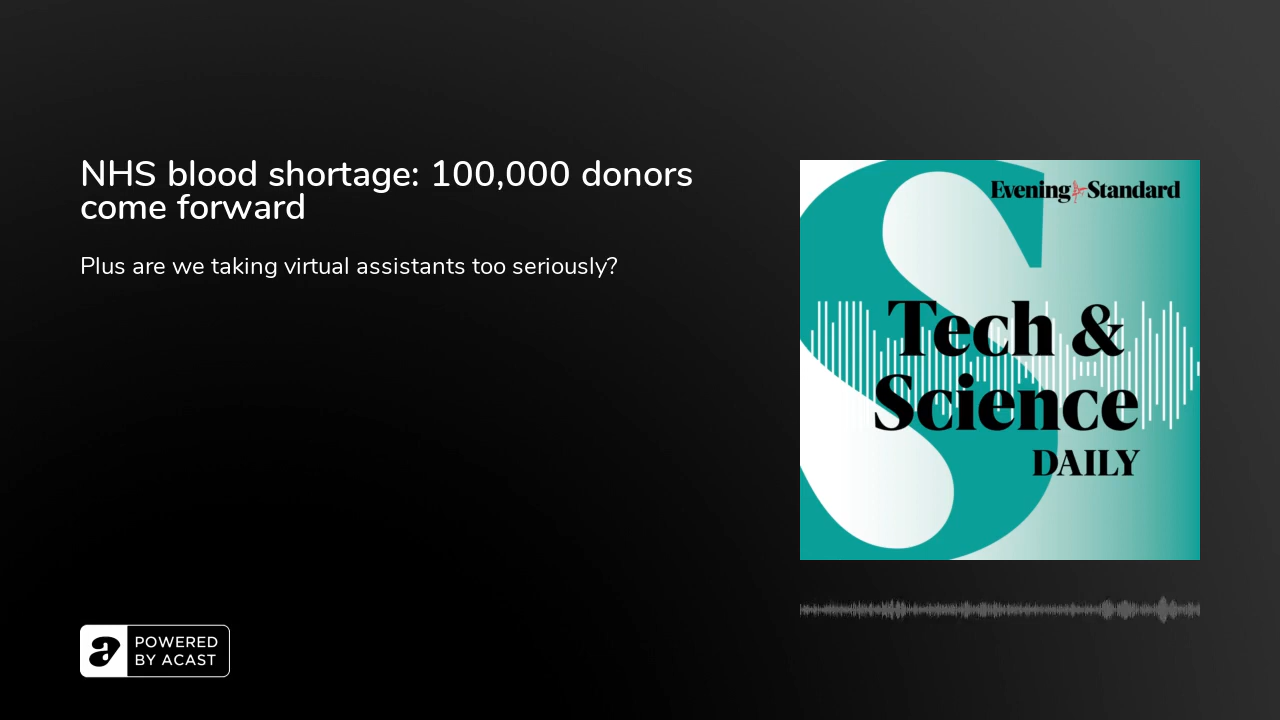 NHS blood shortage: 100,000 donors
come forward
Plus are we taking virtual assistants too seriously?
Evening Standard
Tech &
Science
DAILY
a POWERED
BY ACAST